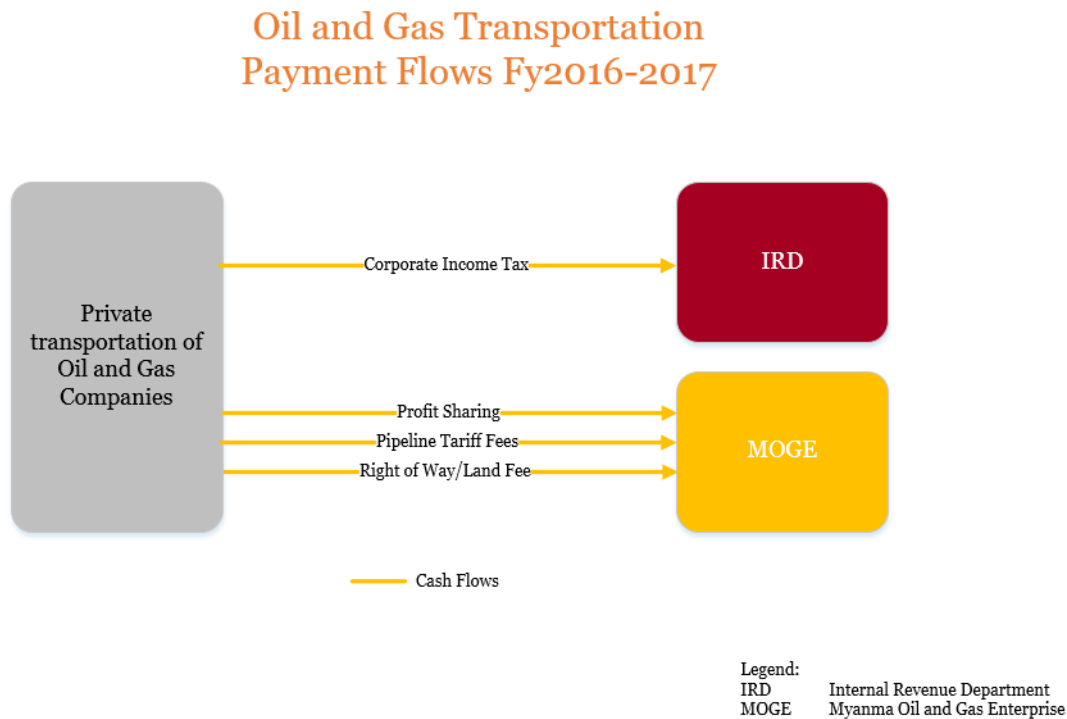 Oil and Gas Transportation
Payment Flows Fy2016-2017
Private
transportation of
Oil and Gas
Companies
Corporate Income Tax
IRD
Profit Sharing
Pipeline Tariff Fees
Right of Way/Land Fee
MOGE
Cash Flows
Legend:
IRD Internal Revenue Department
MOGE Myanma Oil and Gas Enterprise